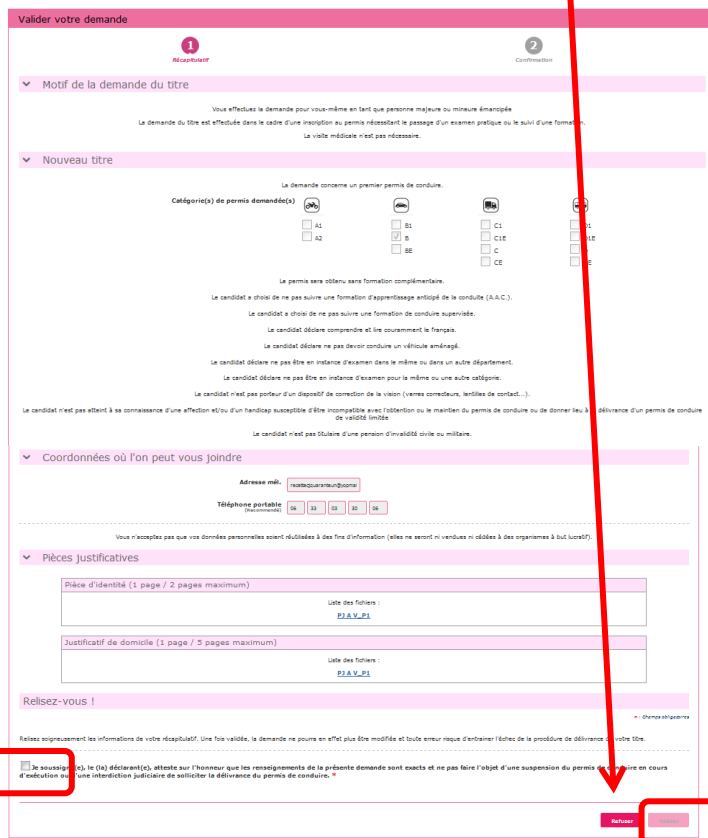 Valider votre demande
1
2
Récapitulatif
Confirmation
Motif de la demande du titre
Vous effectuez la demande pour vous-même en tant que personne majeure ou mineure émancipée
La demande du titre est effectuée dans le cadre d'une inscription au permis nécessitant le passage d'un examen pratique ou le suivi d'une formation.
La visite médicale n'est pas nécessaire.
Nouveau titre
La demande concerne un premier permis de conduire.
Catégorie(s) de permis demandée(s)
A1 B1 C1 D1
A2 B C1E D1E
BE C
CE
Le permis sera obtenu sans formation complémentaire.
Le candidat a choisi de ne pas suivre une formation d'apprentissage anticipé de la conduite (A.A.C.).
Le candidat a choisi de ne pas suivre une formation de conduire supervisée.
Le candidat déclare comprendre et lire couramment le français.
Le candidat déclare ne pas devoir conduire un véhicule aménagé.
Le candidat déclare ne pas être en instance d'examen dans le même ou dans un autre département.
Le candidat déclare ne pas être en instance d'examen pour la même ou une autre catégorie.
Le candidat n'est pas porteur d'un dispositif de correction de la vision (verres correcteurs, lentilles de contact...).
Le candidat n'est pas atteint à sa connaissance d'une affection et/ou d'un handicap susceptible d'être incompatible avec l'obtention ou le maintien du permis de conduire ou de donner lieu à délivrance d'un permis de conduire
de validité limitée
Le candidat n'est pas titulaire d'une pension d'invalidité civile ou militaire.
Coordonnées où l'on peut vous joindre
Adresse mél.
Téléphone portable 06 33 03 30 06
(Recommandé)
Vous n'acceptez pas que vos données personnelles soient réutilisées à des fins d'information (elles ne seront ni vendues ni cédées à des organismes à but lucratif).
Pièces justificatives
Pièce d'identité (1 page / 2 pages maximum)
Liste des fichiers :
PJ A V_P1
Justificatif de domicile (1 page / 5 pages maximum)
Liste des fichiers :
PJ A V_P1
Relisez-vous !
* : Champs obligatoires
Relisez soigneusement les informations de votre récapitulatif. Une fois validée, la demande ne pourra en effet plus être modifiée et toute erreur risque d'entrainer l'échec de la procédure de délivrance de votre titre.
Je soussigné(e), le (la) déclarant(e), atteste sur l'honneur que les renseignements de la présente demande sont exacts et ne pas faire l'objet d'une suspension du permis de conduire en cours
d'exécution ou d'une interdiction judiciaire de solliciter la délivrance du permis de conduire. *
Refuser
Valider